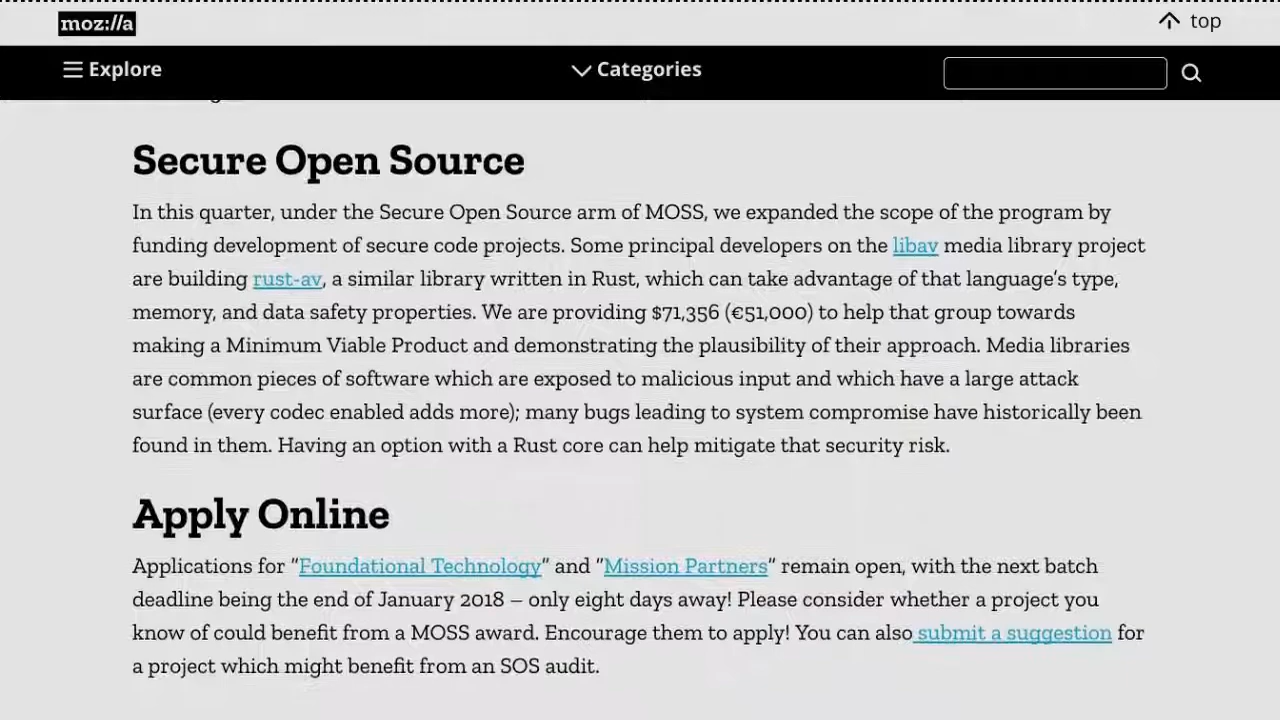 moz://a
top
Explore
Categories
Secure Open Source
In this quarter, under the Secure Open Source arm of MOSS, we expanded the scope of the program by
funding development of secure code projects. Some principal developers on the libav media library project
are building rust-av, a similar library written in Rust, which can take advantage of that language's type,
memory, and data safety properties. We are providing $71,356 (€51,000) to help that group towards
making a Minimum Viable Product and demonstrating the plausibility of their approach. Media libraries
are common pieces of software which are exposed to malicious input and which have a large attack
surface (every codec enabled adds more); many bugs leading to system compromise have historically been
found in them. Having an option with a Rust core can help mitigate that security risk.
Apply Online
Applications for “Foundational Technology” and “Mission Partners” remain open, with the next batch
deadline being the end of January 2018 – only eight days away! Please consider whether a project you
know of could benefit from a MOSS award. Encourage them to apply! You can also submit a suggestion for
a project which might benefit from an SOS audit.